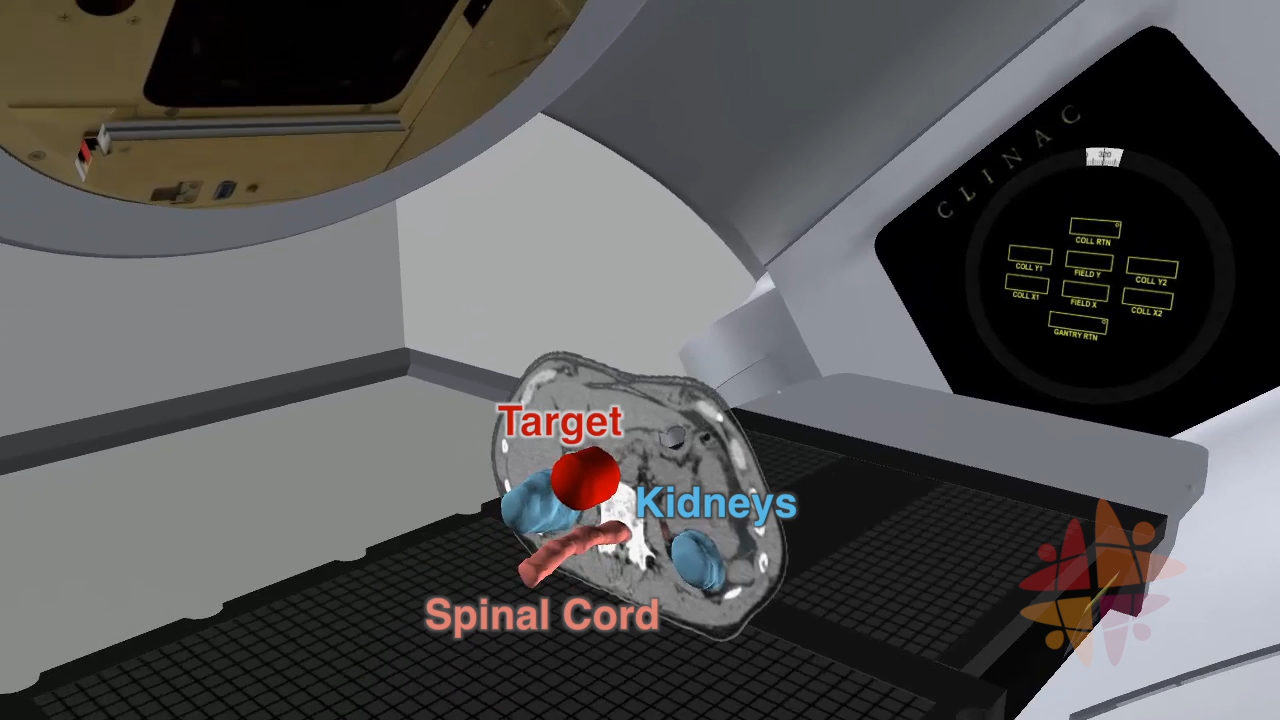 CLINAC
320
COLL RTN
COLL Y1
FIELD Y
COLL Y2
COLL X1
FIELD X
COLL X2
GANTRY RTN
Target
Kidneys
Spinal Cord